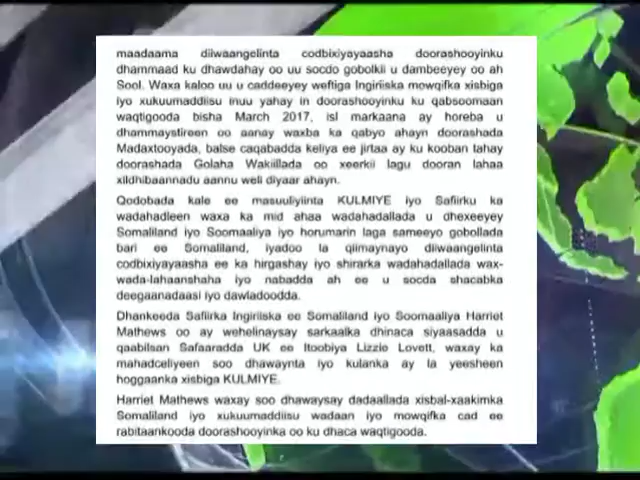 maadaama diiwaangelinta codbixiyayaasha doorashooyinku
dhammaad ku dhawdahay oo uu socdo gobolkii u dambeeyey oo ah
Sool. Waxa kaloo uu u caddeeyey weftiga Ingiriiska mowqifka xisbiga
iyo xukuumaddiisu inuu yahay in doorashooyinku ku qabsoomaan
waqtigooda bisha March 2017, isl markaana ay horeba u
dhammaystireen oo aanay waxba ka qabyo ahayn doorashada
Madaxtooyada, balse caqabadda keliya ee jirtaa ay ku kooban tahay
doorashada Golaha Wakiillada oo xeerkii lagu dooran lahaa
xildhibaannadu aannu weli diyaar ahayn.
Qodobada kale ee masuuliyiinta KULMIYE iyo Safiirku ka
wadahadleen waxa ka mid ahaa wadahadallada u dhexeeyey
Somaliland iyo Soomaaliya iyo horumarin laga sameeyo gobollada
bari ee Somaliland, iyadoo la qiimaynayo diiwaangelinta
codbixiyayaasha ee ka hirgashay iyo shirarka wadahadallada wax-
wada-lahaanshaha iyo nabadda ah ee u socda shacabka
deegaanadaasi iyo dawladoodda.
Dhankeeda Safiirka Ingiriiska ee Somaliland iyo Soomaaliya Harriet
Mathews oo ay wehelinaysay sarkaalka dhinaca siyaasadda u
qaabilsan Safaaradda UK ee Itoobiya Lizzie Lovett, waxay ka
mahadceliyeen soo dhawaynta iyo kulanka ay la yeesheen
hoggaanka xisbiga KULMIYE.
Harriet Mathews waxay soo dhawaysay dadaallada xisbal-xaakimka
Somaliland iyo xukuumaddiisu wadaan iyo mowqifka cad ee
rabitaankooda doorashooyinka oo ku dhaca waqtigooda.